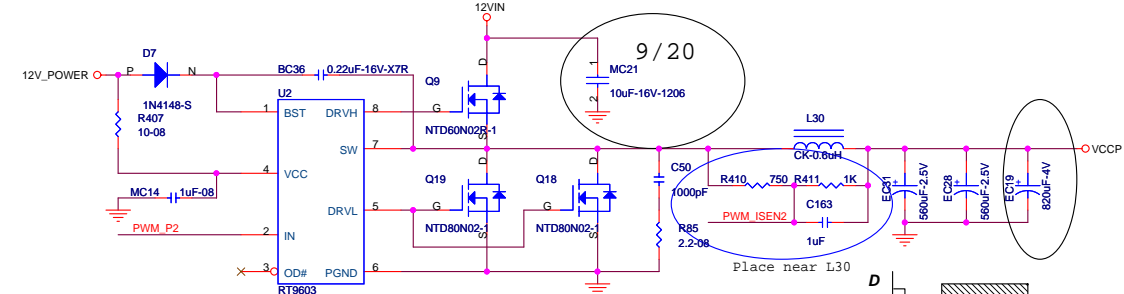 12VIN
9/20
D7
12V_POWER
P
N
BC36
0.22uF-16V-X7R
Q9
D
1
MC21
2
10uF-16V-1206
1N4148-S
U2
R407
10-08
1
BST
DRVH
8
G
S
NTD60N02R-1
L30
CK-0.6uH
VCCP
SW
7
4
VCC
D
D
C50
1000pF
R410
750
R411
1K
MC14
1uF-08
Q19
Q18
DRVL
5
G
G
S
S
NTD80N02-1
NTD80N02-1
PWM_ISEN2
C163
1uF
EC31
560uF-2.5V
EC28
560uF-2.5V
EC19
820uF-4V
PWM_P2
2
IN
R85
2.2-08
3
OD#
PGND
6
RT9603
Place near L30
D